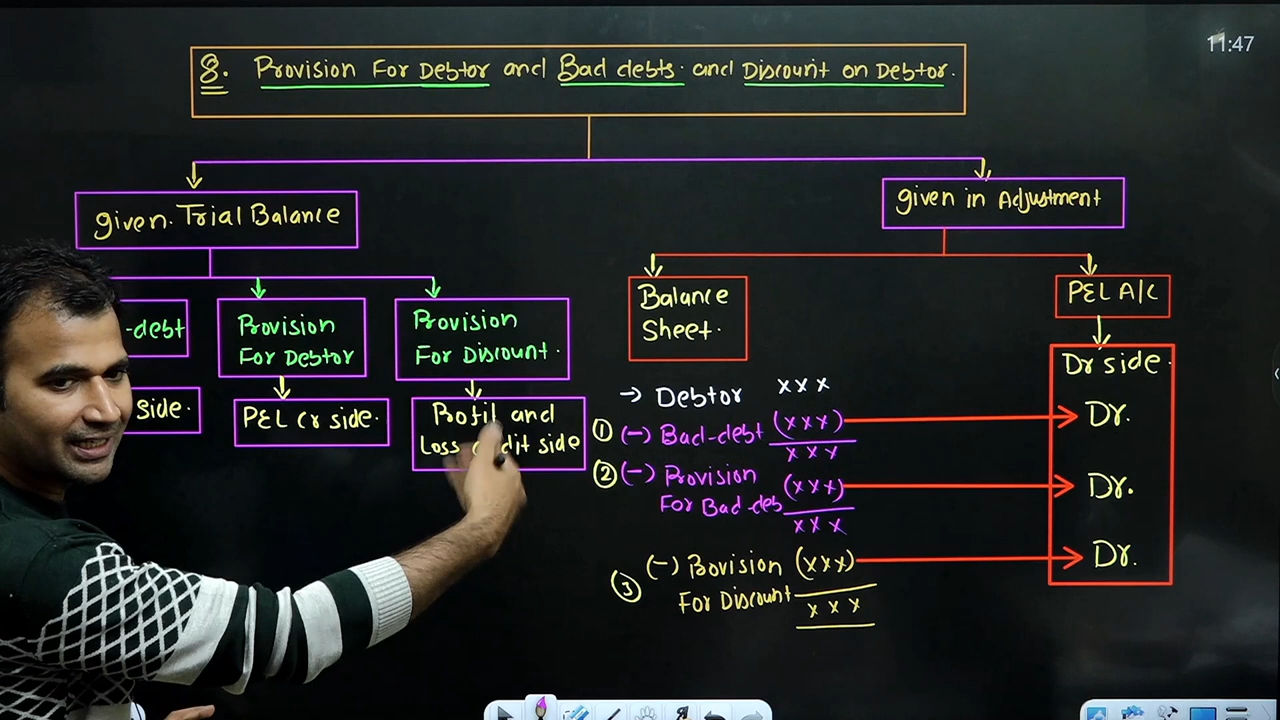 11:47
8. Provision For Debtor and Bad debts. and Discount on Debtor.
given. Trial Balance
given in Adjustment
-debt
side.
Provision
For Debtor
P&L Cr side.
Provision
For Discount.
Profit and
Loss credit side
Balance
Sheet.
P&L A/C
Dr side.
→ Debtor xxx
① (-) Bad-debt (xxx) Dr.
xxx
② (-) Provision
For Bad-deb (xxx) Dr.
xxx
③ (-) Provision (xxx) Dr.
For Discount
xxx